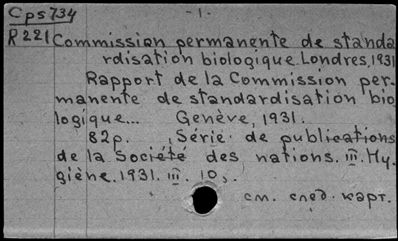 Cps734 - 1 -
R221 Commission permanente de standa
rdisation biologique. Londres, 1931
Rapport de la Commission per-
manente de standardisation bio
logique... Genève, 1931.
82p. , Série de publications
de la Société des nations. III. Hy-
giène. 1931. III. 10,.
см. след. карт.